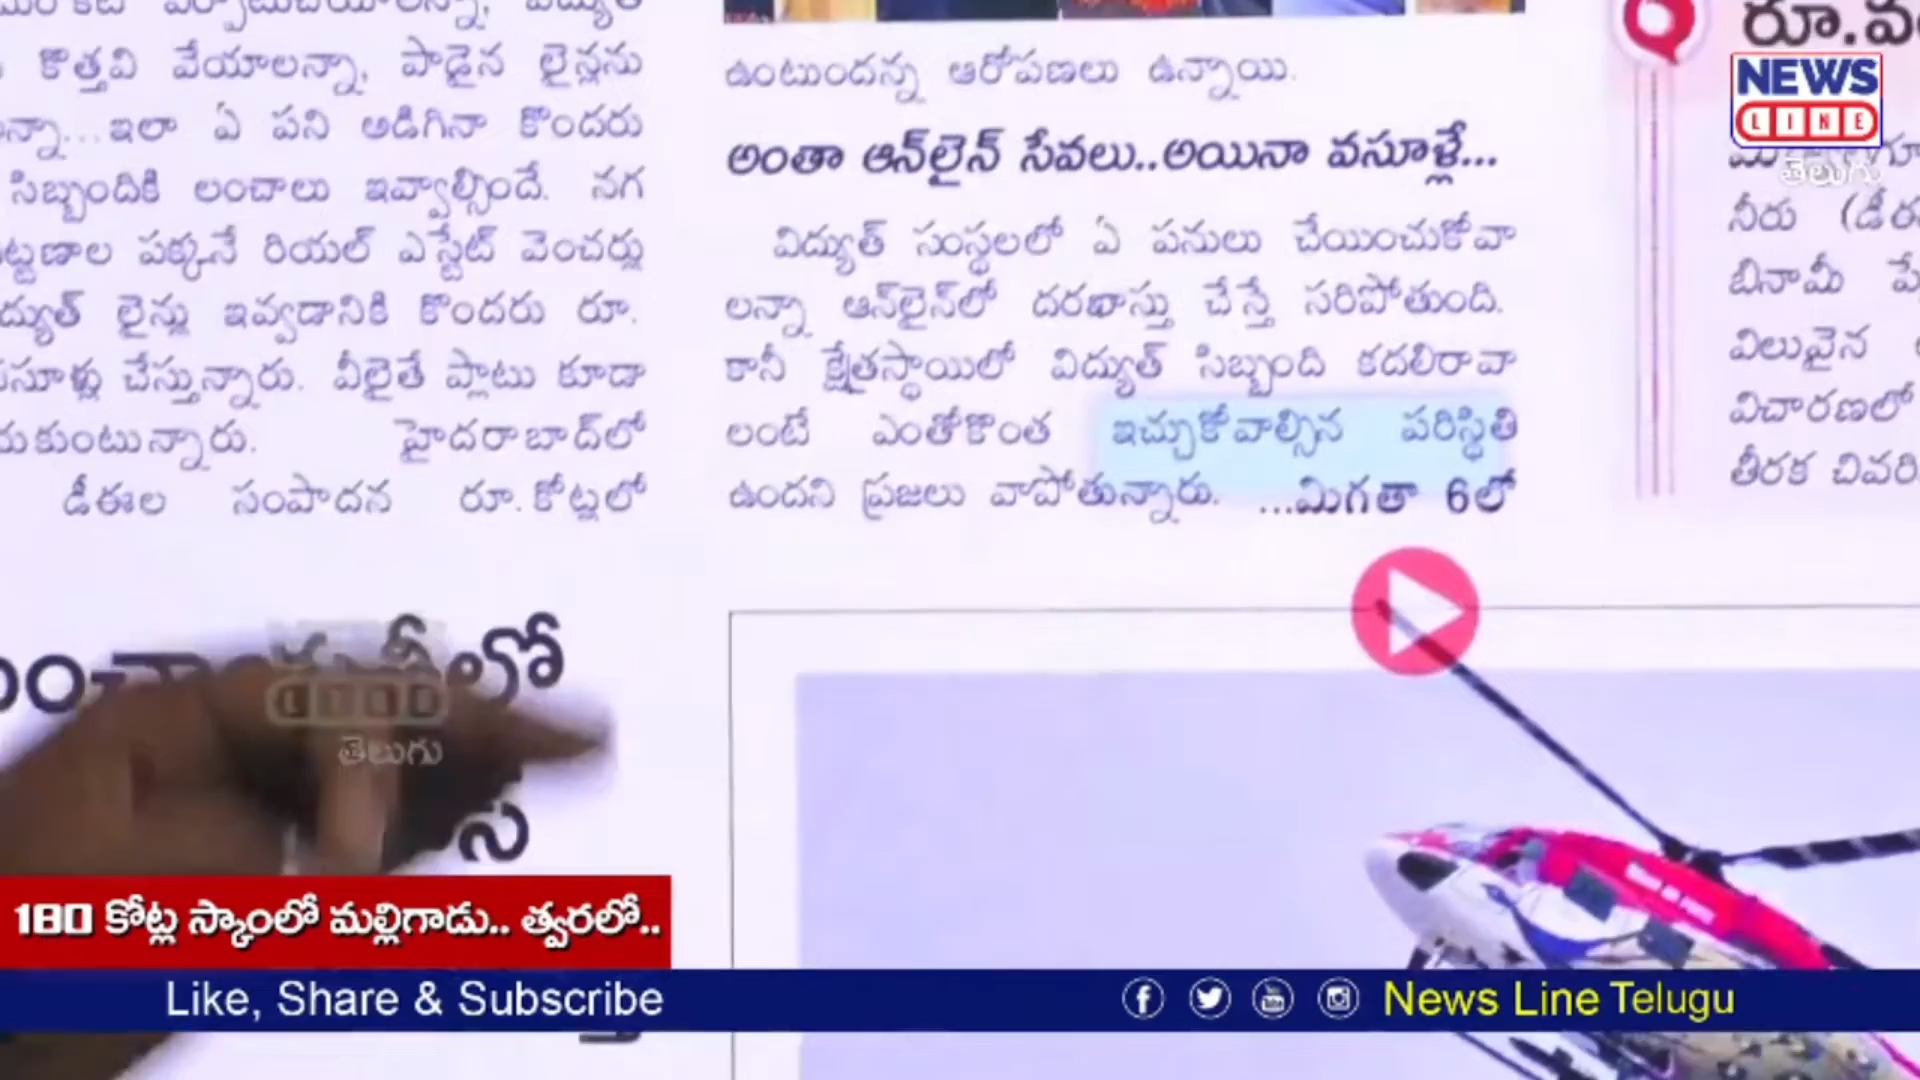 కొత్తవి వేయాలన్నా, పాడైన లైన్లను
...ఇలా ఏ పని అడిగినా కొందరు
సిబ్బందికి లంచాలు ఇవ్వాల్సిందే. నగ
పక్కనే రియల్ ఎస్టేట్ వెంచర్లు
లైన్లు ఇవ్వడానికి కొందరు రూ.
చేస్తున్నారు. వీలైతే ప్లాటు కూడా
హైదరాబాద్‌లో
డీఈల సంపాదన రూ.కోట్లలో
ఉంటుందన్న ఆరోపణలు ఉన్నాయి.
అంతా ఆన్‌లైన్ సేవలు..అయినా వసూళ్లే...
విద్యుత్ సంస్థలలో ఏ పనులు చేయించుకోవా
లన్నా ఆన్‌లైన్‌లో దరఖాస్తు చేస్తే సరిపోతుంది.
కానీ క్షేత్రస్థాయిలో విద్యుత్ సిబ్బంది కదలిరావా
లంటే ఎంతోకొంత ఇచ్చుకోవాల్సిన పరిస్థితి
ఉందని ప్రజలు వాపోతున్నారు. ...మిగతా 6లో
రూ.
NEWS
LINE
తెలుగు
నీరు
బినామీ
విలువైన
విచారణలో
తీరక చివరి
తెలుగు
180 కోట్ల స్కాంలో మల్లిగాడు.. త్వరలో..
Like, Share & Subscribe
News Line Telugu